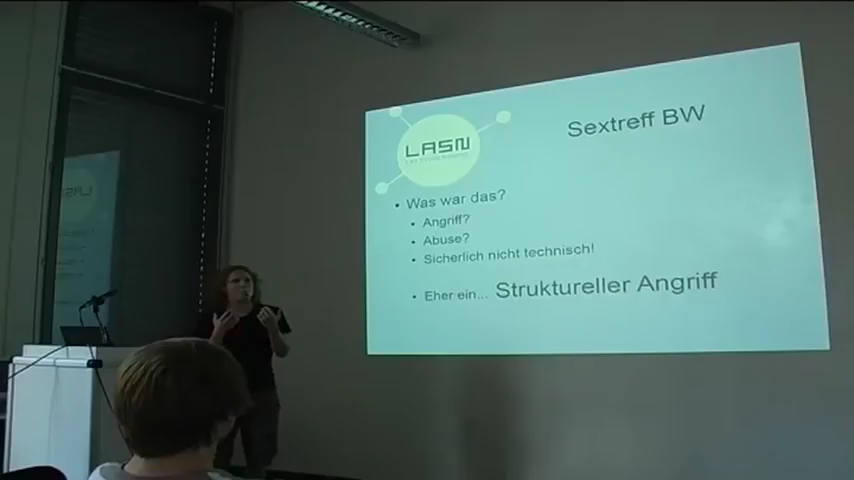 LASN
Sextreff BW
• Was war das?
• Angriff?
• Abuse?
• Sicherlich nicht technisch!
• Eher ein... Struktureller Angriff